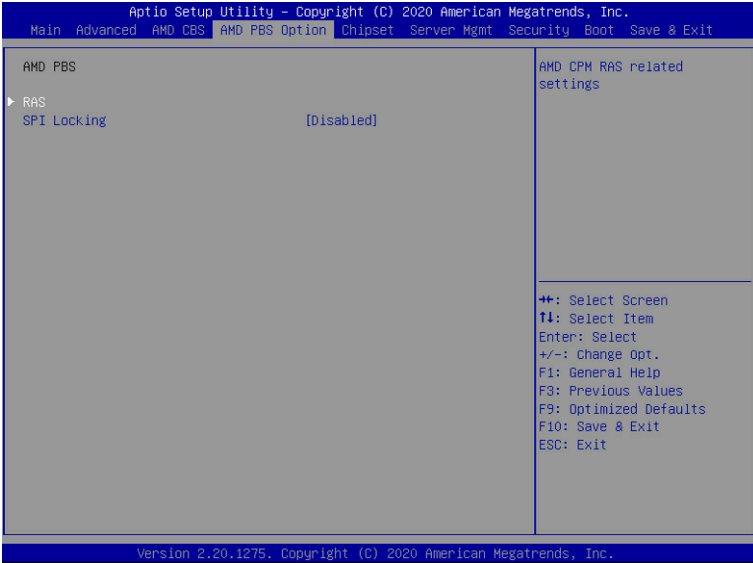 Aptio Setup Utility – Copyright (C) 2020 American Megatrends, Inc.
Main Advanced AMD CBS AMD PBS Option Chipset Server Mgmt Security Boot Save & Exit
AMD PBS
RAS
SPI Locking [Disabled]
AMD CPM RAS related
settings
→←: Select Screen
↑↓: Select Item
Enter: Select
+/-: Change Opt.
F1: General Help
F3: Previous Values
F9: Optimized Defaults
F10: Save & Exit
ESC: Exit
Version 2.20.1275. Copyright (C) 2020 American Megatrends, Inc.